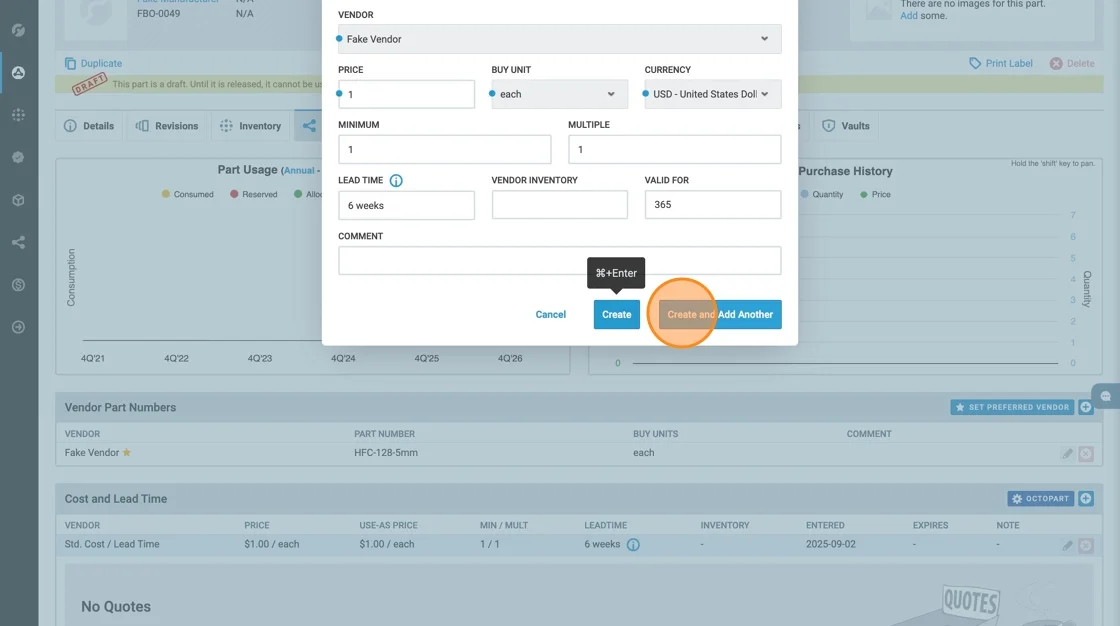 Fake Manufacturer N/A
FBO-0049 N/A
There are no images for this part.
Add some.
Duplicate
Print Label
Delete
DRAFT
This part is a draft. Until it is released, it cannot be
Details
Revisions
Inventory
Vaults
VENDOR
Fake Vendor
PRICE BUY UNIT CURRENCY
1 each USD - United States Doll
MINIMUM MULTIPLE
1 1
LEAD TIME VENDOR INVENTORY VALID FOR
6 weeks 365
COMMENT
⌘+Enter
Cancel Create Create and Add Another
Part Usage (Annual -
Consumed Reserved Allo
Consumption
4Q'21 4Q'22 4Q'23 4Q'24 4Q'25 4Q'26
Hold the 'shift' key to pan.
Purchase History
Quantity Price
7
6
5
4
3
2
1
0 0
Quantity
Vendor Part Numbers
SET PREFERRED VENDOR
VENDOR PART NUMBER BUY UNITS COMMENT
Fake Vendor HFC-128-5mm each
Cost and Lead Time
OCTOPART
VENDOR PRICE USE-AS PRICE MIN / MULT LEADTIME INVENTORY ENTERED EXPIRES NOTE
Std. Cost / Lead Time $1.00 / each $1.00 / each 1 / 1 6 weeks - 2025-09-02 - -
No Quotes
QUOTES